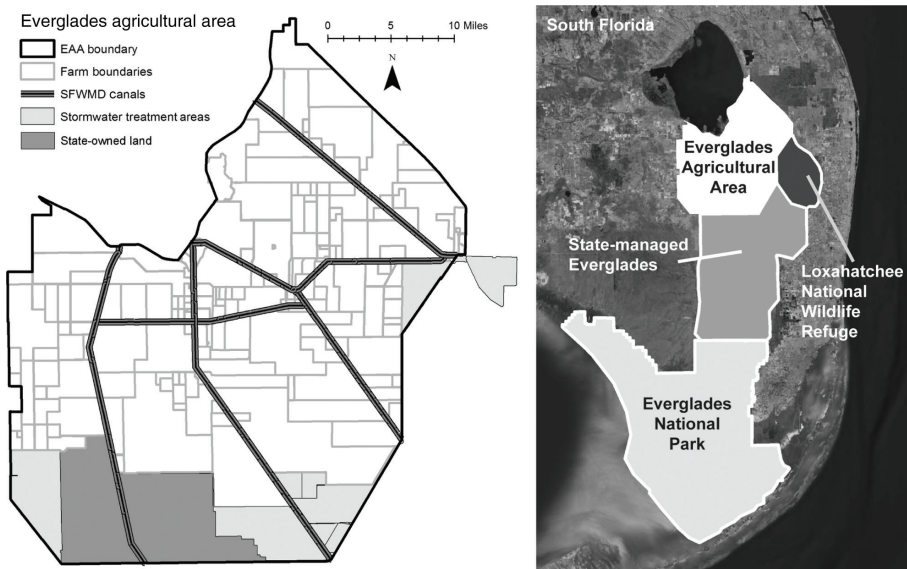 Everglades agricultural area
EAA boundary
Farm boundaries
SFWMD canals
Stormwater treatment areas
State-owned land
0
5
10 Miles
N
South Florida
Everglades
Agricultural
Area
State-managed
Everglades
Loxahatchee
National
Wildlife
Refuge
Everglades
National
Park